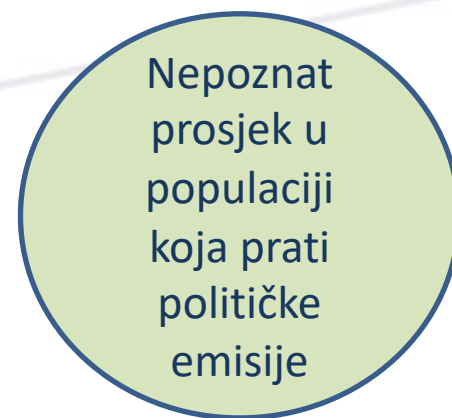 Nepoznat
prosjek u
populaciji
koja prati
političke
emisije